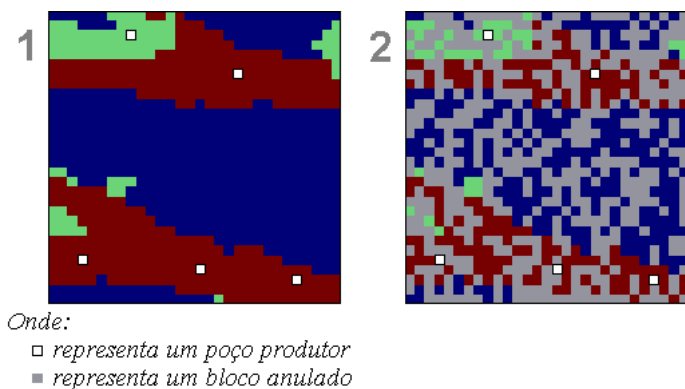 1
2
Onde:
representa um poço produtor
representa um bloco anulado